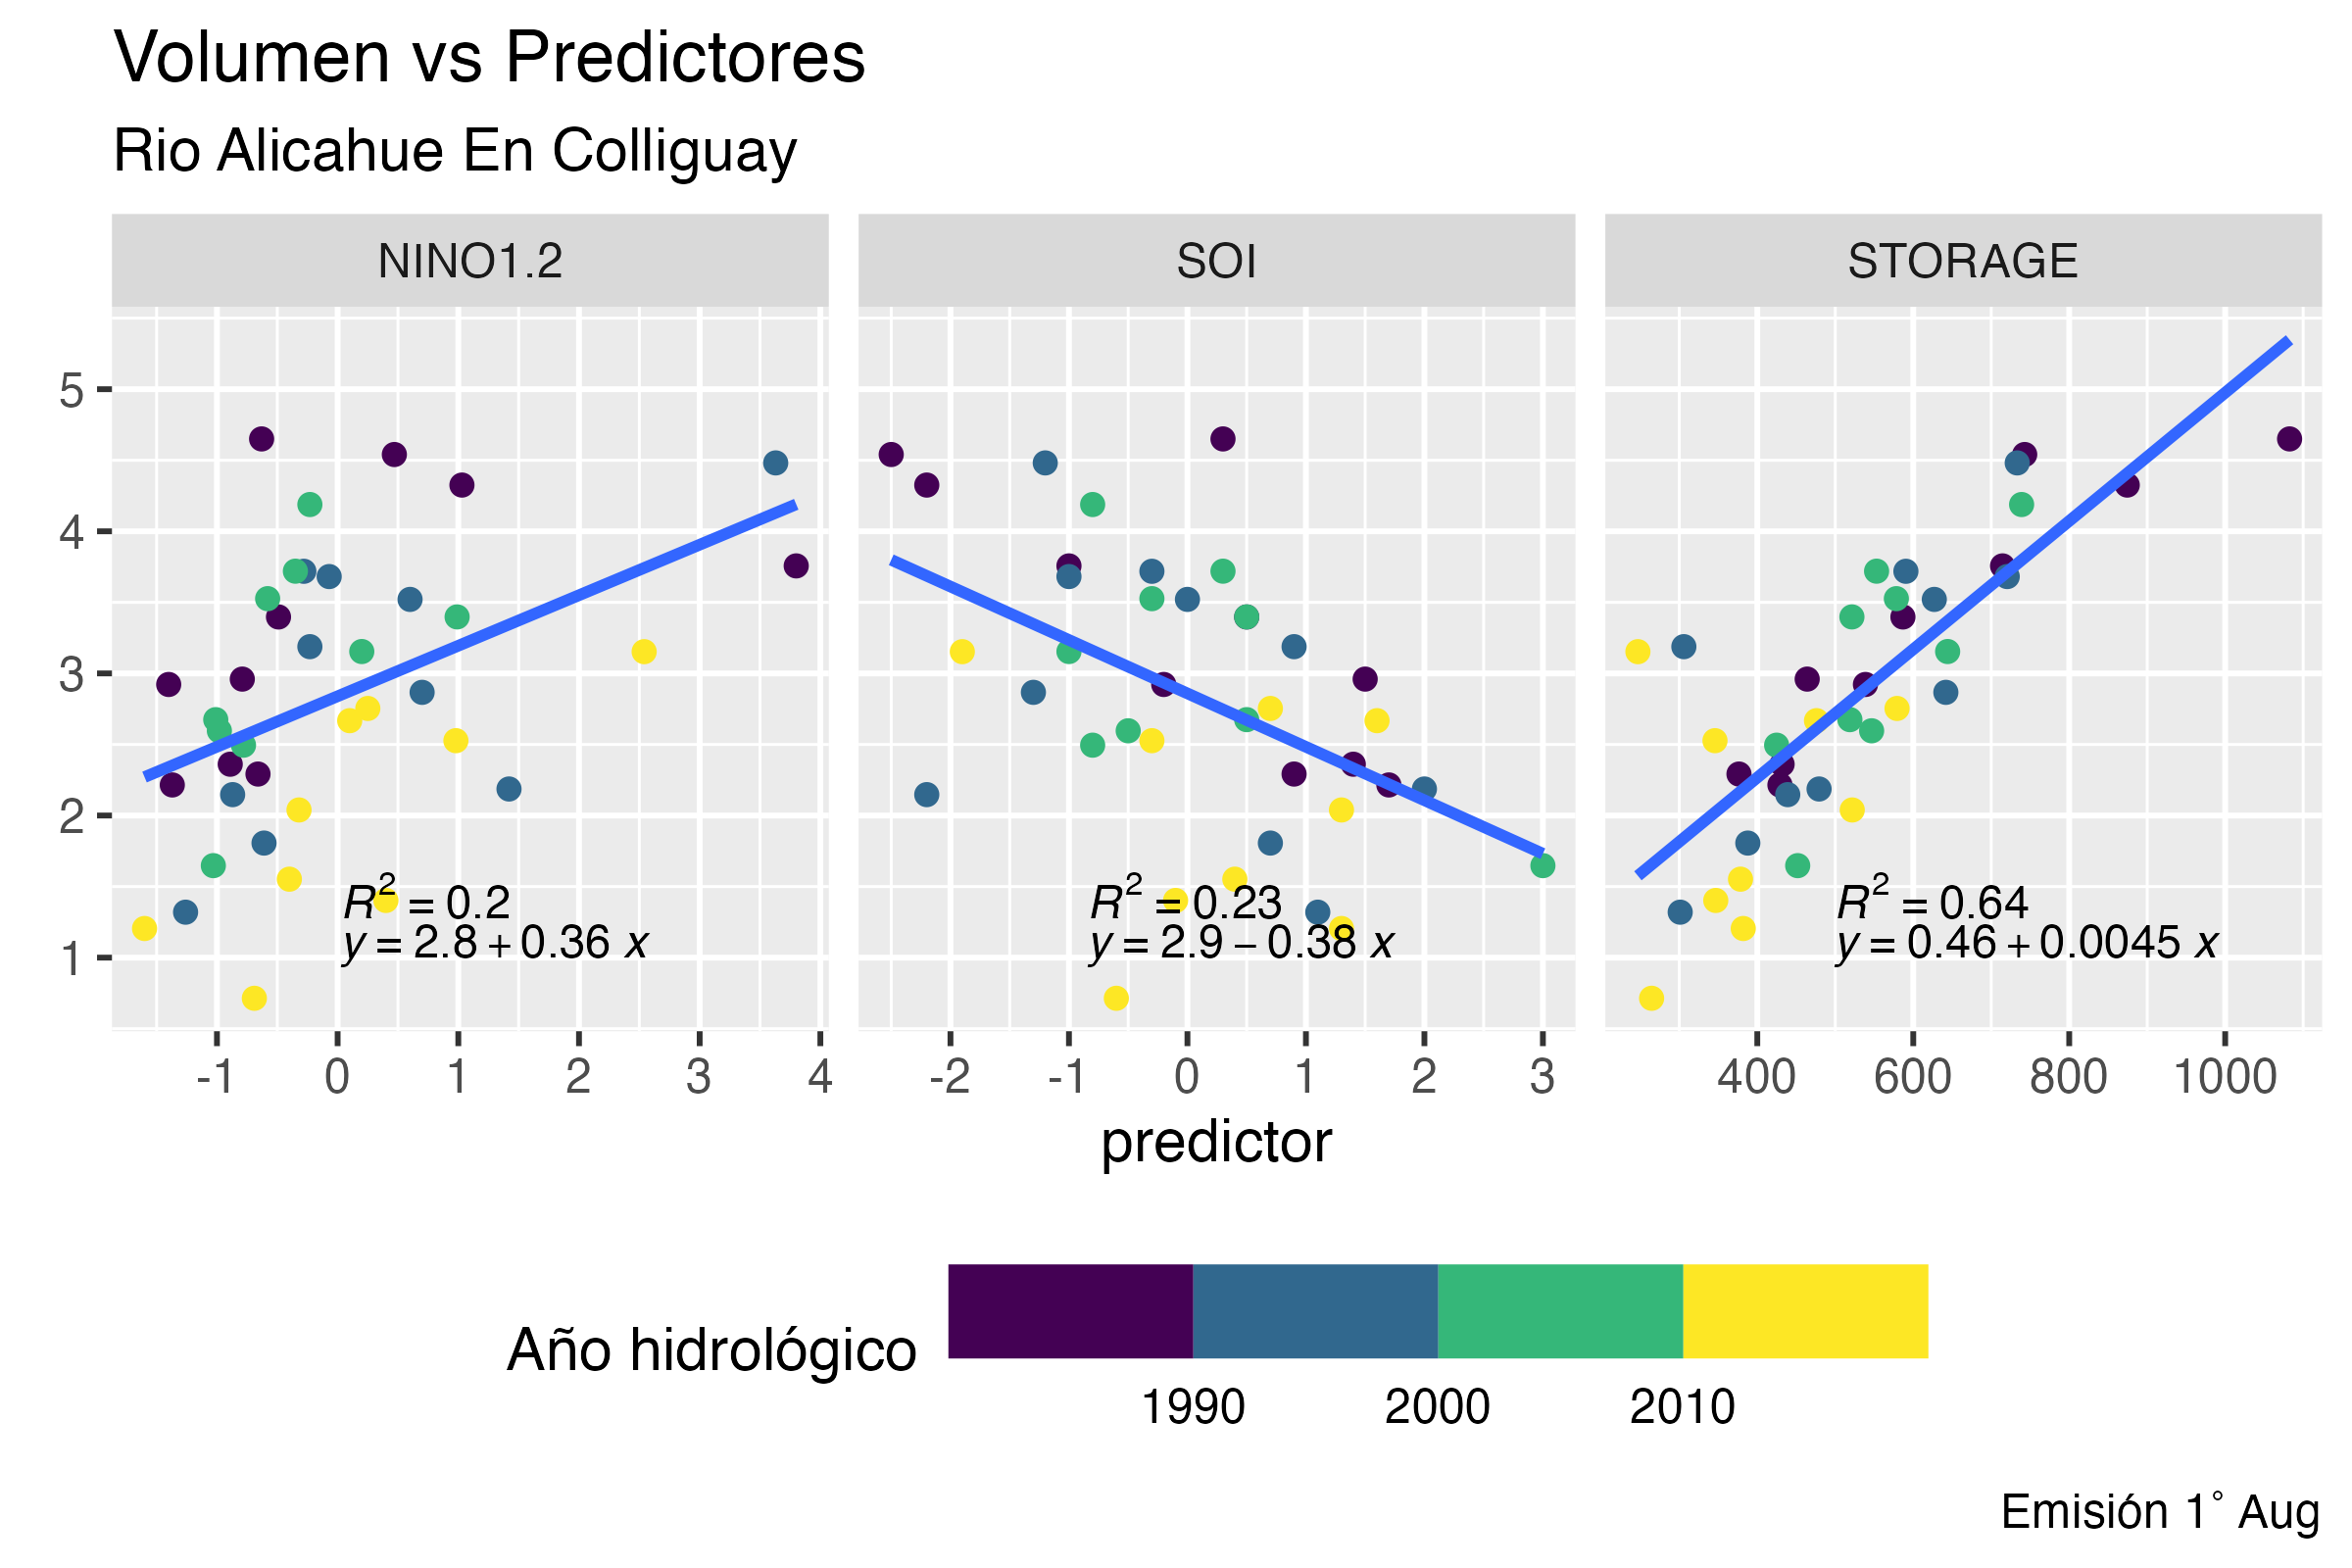 Volumen vs Predictores
Rio Alicahue En Colliguay
NINO1.2 SOI STORAGE
5
4
3
2
1
R² = 0.2
y = 2.8 + 0.36 x
R² = 0.23
y = 2.9 − 0.38 x
R² = 0.64
y = 0.46 + 0.0045 x
-1 0 1 2 3 4 -2 -1 0 1 2 3 400 600 800 1000
predictor
Año hidrológico
1990 2000 2010
Emisión 1° Aug